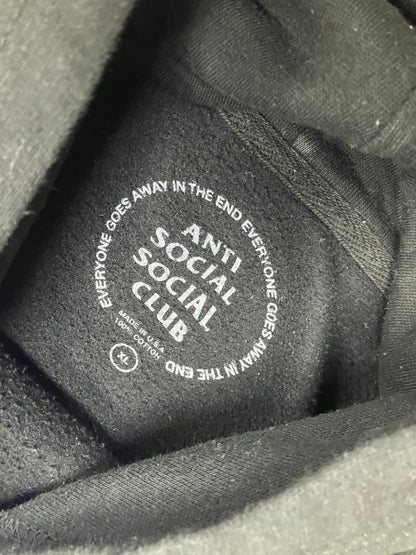 EVERYONE GOES AWAY IN THE END EVERYONE GOES AWAY IN THE END
ANTI
SOCIAL
SOCIAL
CLUB
MADE IN U.S.A
100% COTTON